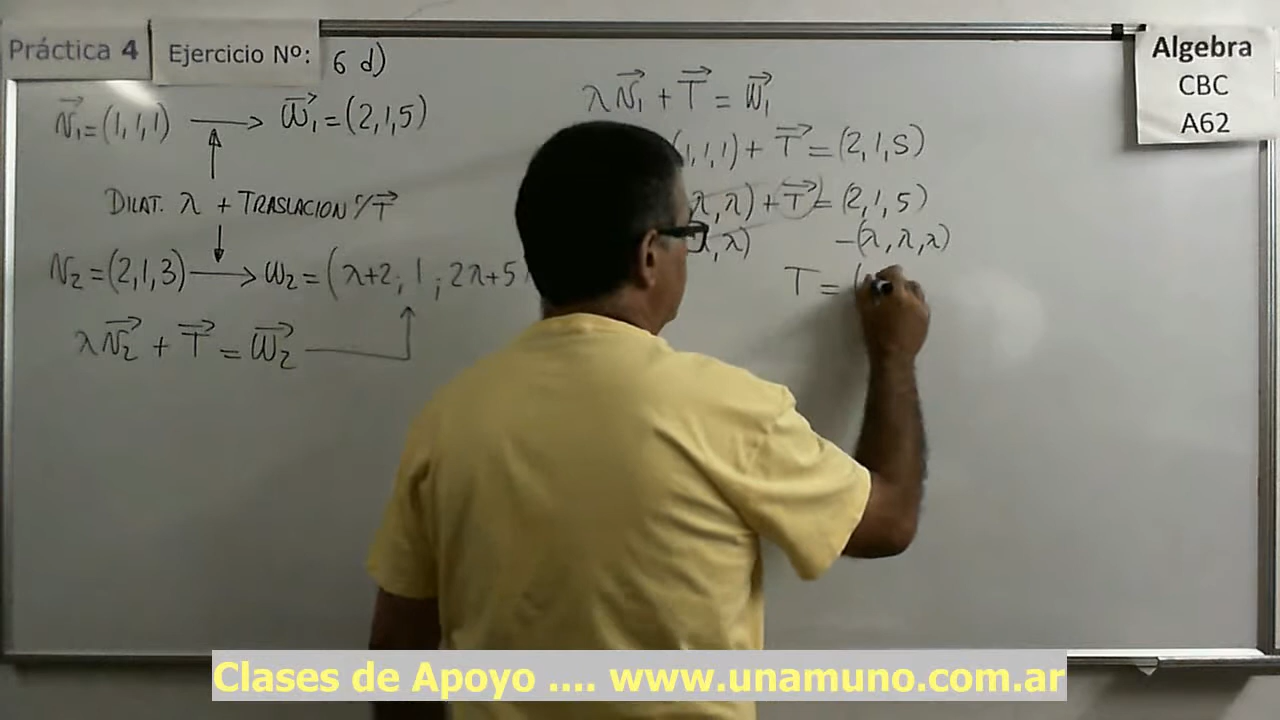 Práctica 4
Ejercicio Nº: 6 d)
Algebra
CBC
A62
N₁=(1,1,1) → W₁=(2,1,5)
DILAT. λ + TRASLACION c/T
N₂=(2,1,3) → W₂=(λ+2;1;2λ+5
λN₂ + T = W₂
λN₁ + T = W₁
(1,1,1) + T = (2,1,5)
λ,λ) + T = (2,1,5)
,λ) -(λ,λ,λ)
T = (
Clases de Apoyo .... www.unamuno.com.ar